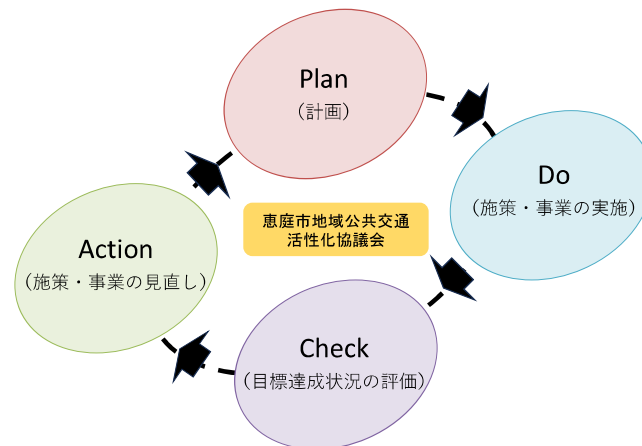 Plan
（計画）
Do
（施策・事業の実施）
恵庭市地域公共交通
活性化協議会
Action
（施策・事業の見直し）
Check
（目標達成状況の評価）